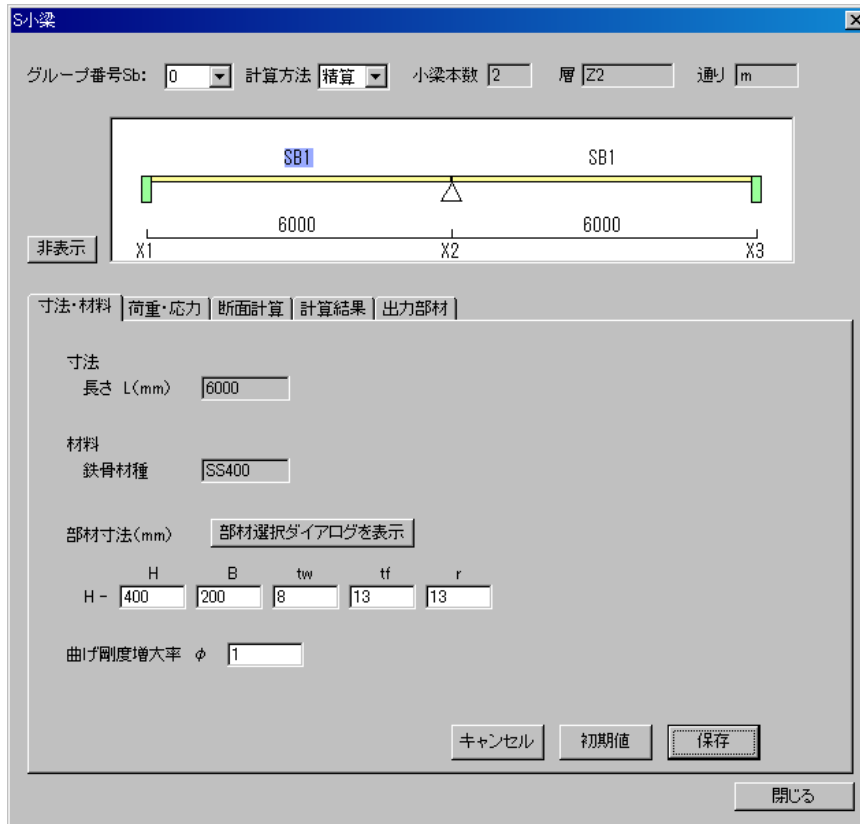 S小梁
グループ番号Sb: 0 計算方法 精算 小梁本数 2 層 Z2 通り m
SB1 SB1
6000 6000
非表示 X1 X2 X3
寸法・材料 荷重・応力 断面計算 計算結果 出力部材
寸法
長さ L(mm) 6000
材料
鉄骨材種 SS400
部材寸法(mm) 部材選択ダイアログを表示
H B tw tf r
H - 400 200 8 13 13
曲げ剛度増大率 φ 1
キャンセル 初期値 保存
閉じる